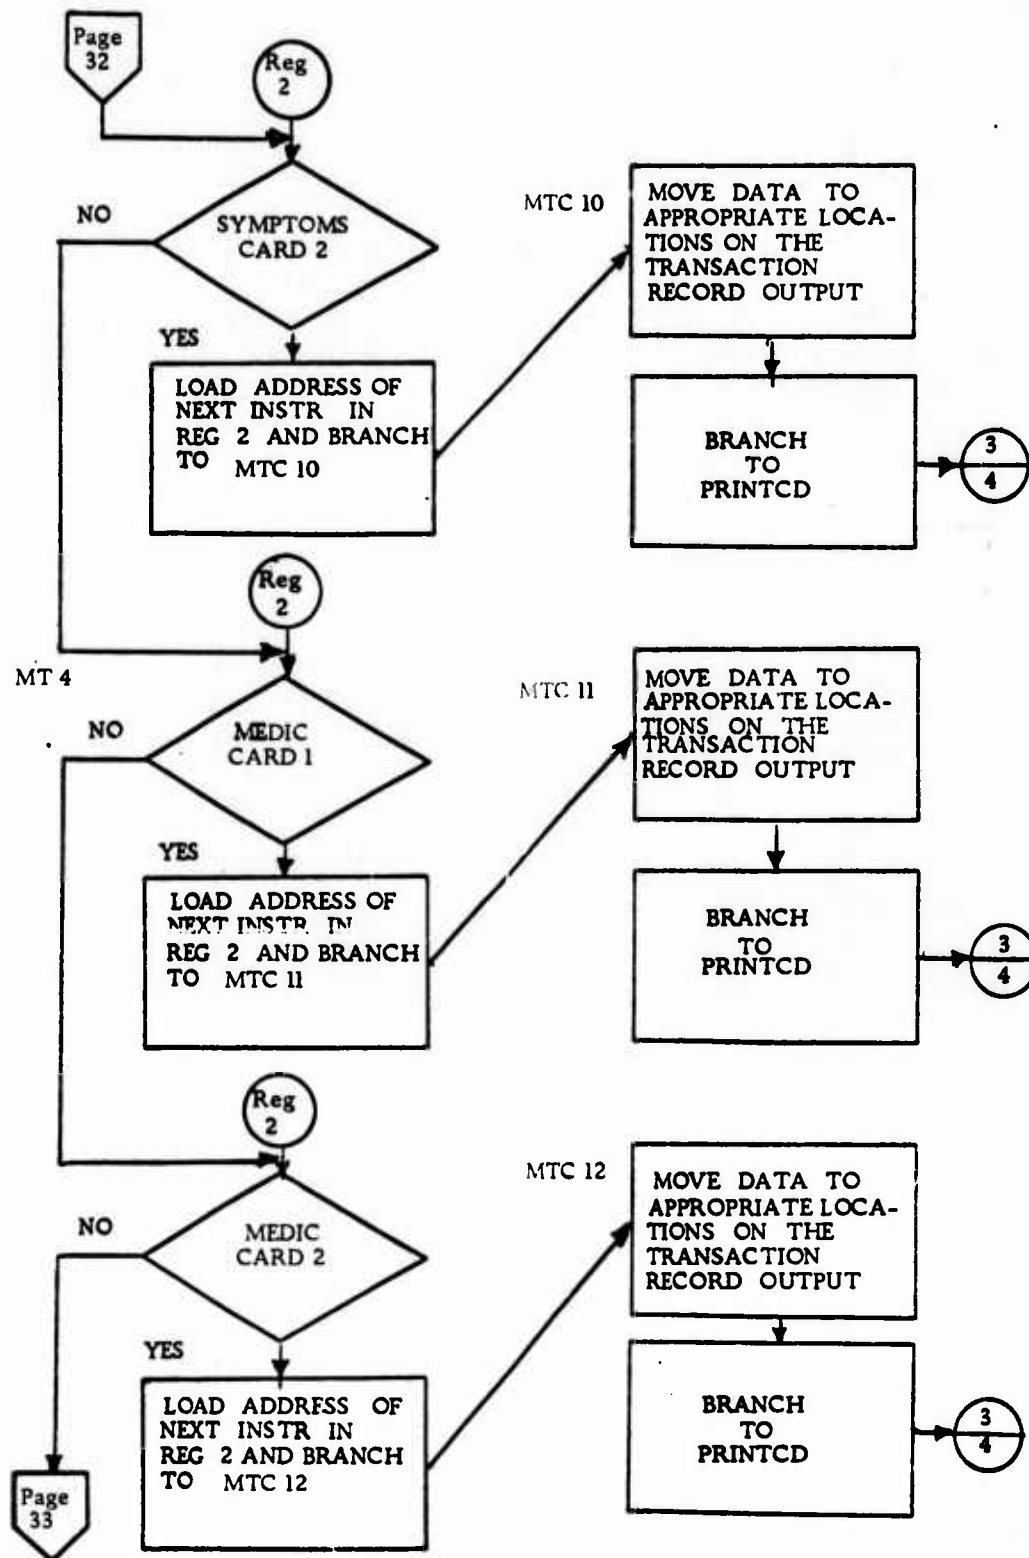 Page
32
Reg
2
NO
SYMPTOMS
CARD 2
YES
LOAD ADDRESS OF
NEXT INSTR IN
REG 2 AND BRANCH
TO MTC 10
MTC 10
MOVE DATA TO
APPROPRIATE LOCA-
TIONS ON THE
TRANSACTION
RECORD OUTPUT
BRANCH
TO
PRINTCD
3
4
Reg
2
MT 4
NO
MEDIC
CARD 1
YES
LOAD ADDRESS OF
NEXT INSTR IN
REG 2 AND BRANCH
TO MTC 11
MTC 11
MOVE DATA TO
APPROPRIATE LOCA-
TIONS ON THE
TRANSACTION
RECORD OUTPUT
BRANCH
TO
PRINTCD
3
4
Reg
2
NO
MEDIC
CARD 2
YES
LOAD ADDRESS OF
NEXT INSTR IN
REG 2 AND BRANCH
TO MTC 12
MTC 12
MOVE DATA TO
APPROPRIATE LOCA-
TIONS ON THE
TRANSACTION
RECORD OUTPUT
BRANCH
TO
PRINTCD
3
4
Page
33